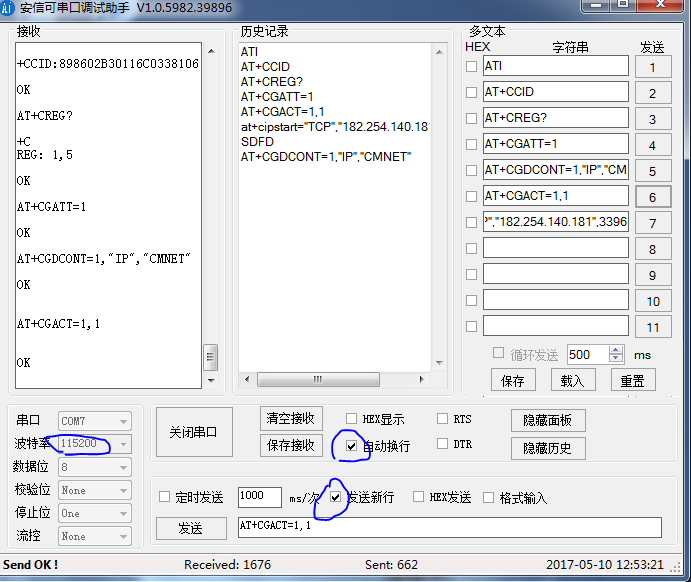 安信可串口调试助手 V1.0.5982.39896
接收
+CCID:898602B30116C0338106
OK
AT+CREG?
+C
REG: 1,5
OK
AT+CGATT=1
OK
AT+CGDCONT=1,"IP","CMNET"
OK
AT+CGACT=1,1
OK
历史记录
ATI
AT+CCID
AT+CREG?
AT+CGATT=1
AT+CGACT=1,1
at+cipstart="TCP","182.254.140.181
SDFD
AT+CGDCONT=1,"IP","CMNET"
多文本
HEX 字符串 发送
ATI 1
AT+CCID 2
AT+CREG? 3
AT+CGATT=1 4
AT+CGDCONT=1,"IP","CM 5
AT+CGACT=1,1 6
","182.254.140.181",3396 7
8
9
10
11
循环发送 500 ms
保存 载入 重置
串口 COM7
波特率 115200
数据位 8
校验位 None
停止位 One
流控 None
关闭串口
清空接收 HEX显示 RTS 隐藏面板
保存接收 自动换行 DTR 隐藏历史
定时发送 1000 ms/次 发送新行 HEX发送 格式输入
发送 AT+CGACT=1,1
Send OK! Received: 1676 Sent: 662 2017-05-10 12:53:21